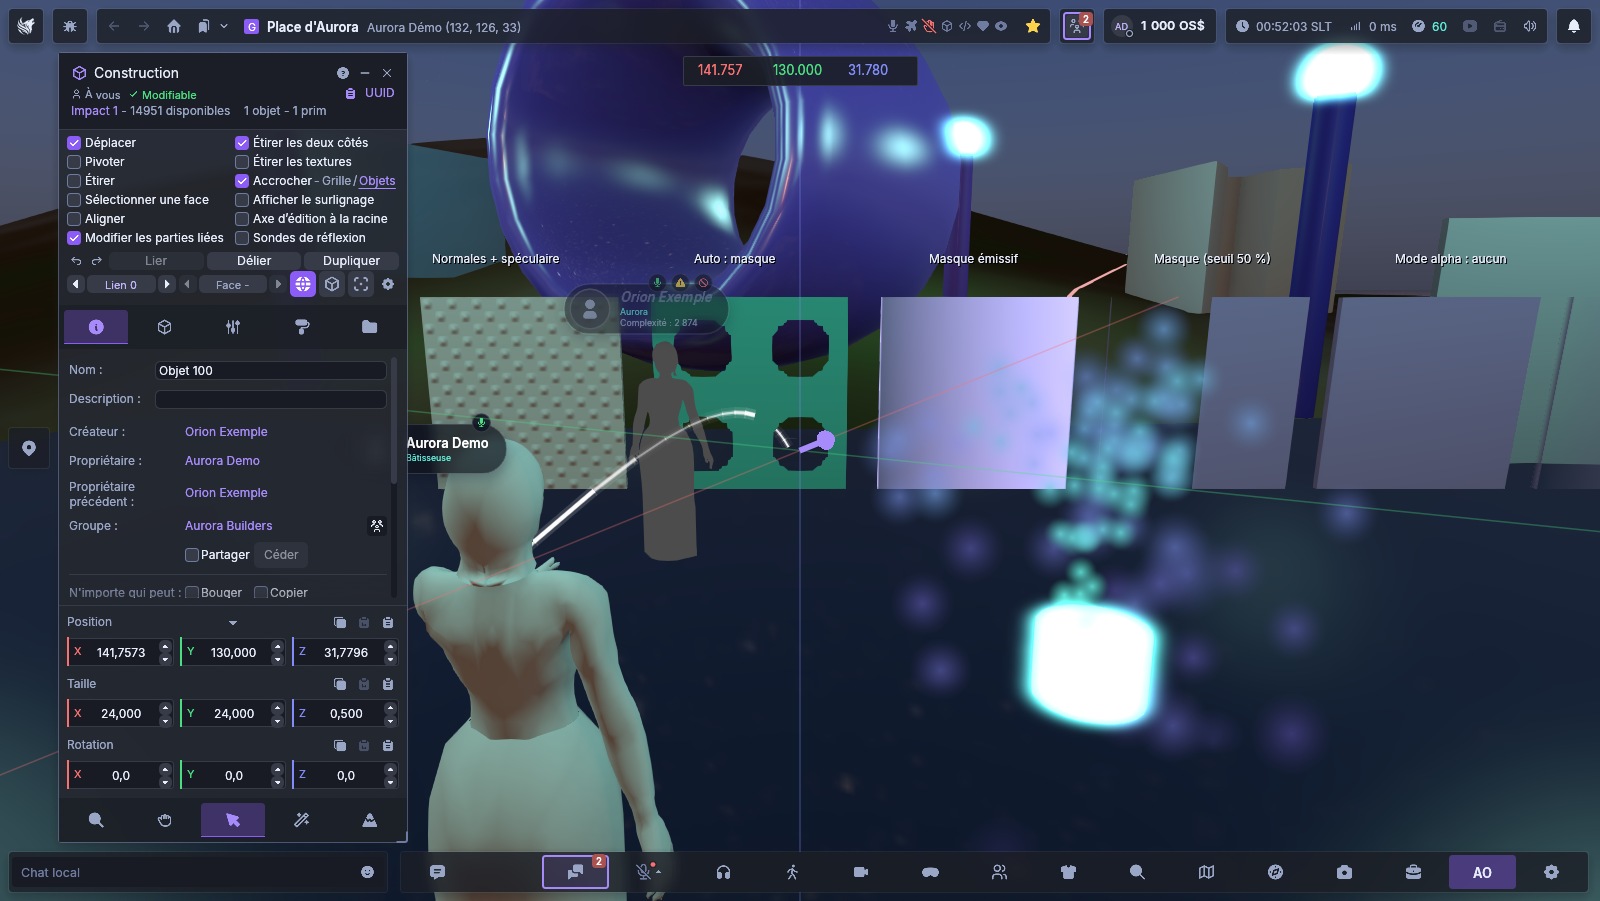 Place d'Aurora
Aurora Démo (132, 126, 33)
2
AD
1 000 OS$
00:52:03 SLT
0 ms
60
141.757 130.000 31.780
Construction
À vous
Modifiable
UUID
Impact 1 - 14951 disponibles
1 objet - 1 prim
Déplacer
Étirer les deux côtés
Pivoter
Étirer les textures
Étirer
Accrocher - Grille / Objets
Sélectionner une face
Afficher le surlignage
Aligner
Axe d'édition à la racine
Modifier les parties liées
Sondes de réflexion
Lier
Délier
Dupliquer
Lien 0
Face -
Nom :
Objet 100
Description :
Créateur :
Orion Exemple
Propriétaire :
Aurora Demo
Propriétaire précédent :
Orion Exemple
Groupe :
Aurora Builders
Partager
Céder
N'importe qui peut :
Bouger
Copier
Position
X 141,7573
Y 130,000
Z 31,7796
Taille
X 24,000
Y 24,000
Z 0,500
Rotation
X 0,0
Y 0,0
Z 0,0
Normales + spéculaire
Auto : masque
Masque émissif
Masque (seuil 50 %)
Mode alpha : aucun
Orion Exemple
Aurora
Complexité : 2 874
Aurora Demo
Bâtisseuse
Chat local
2
AO